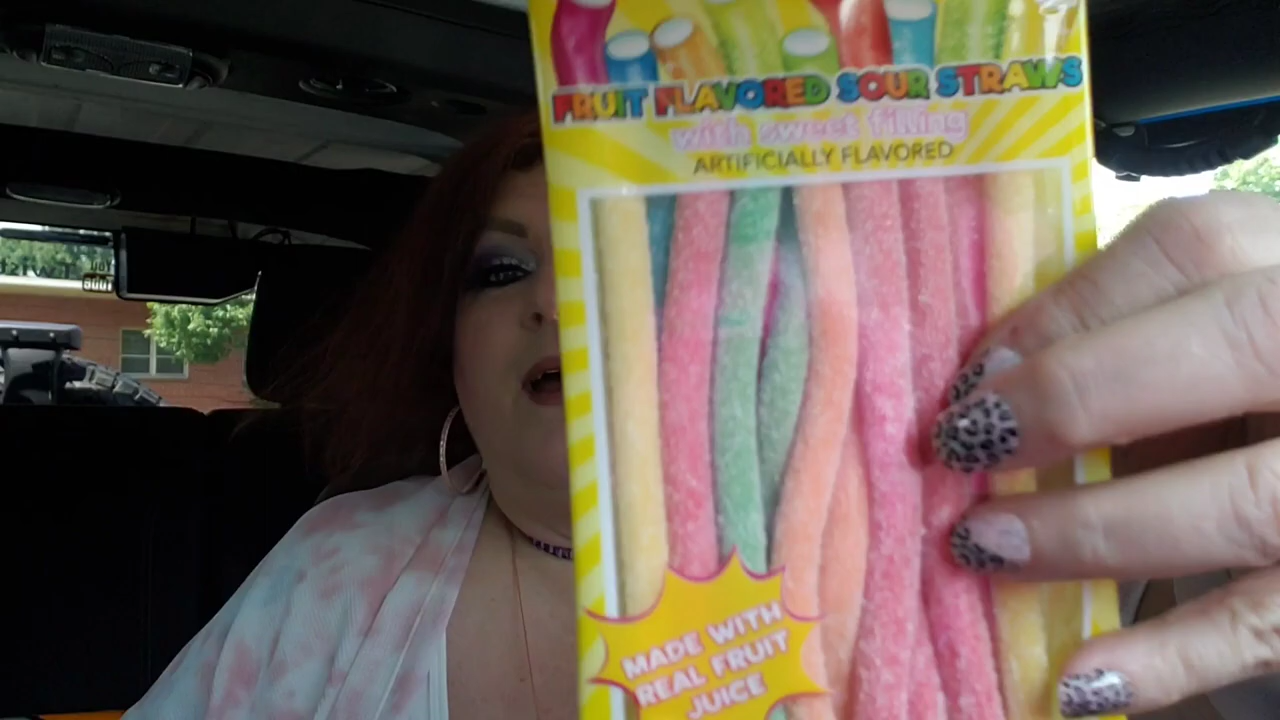 FRUIT FLAVORED SOUR STRAWS
with sweet filling
ARTIFICIALLY FLAVORED
MADE WITH
REAL FRUIT
JUICE